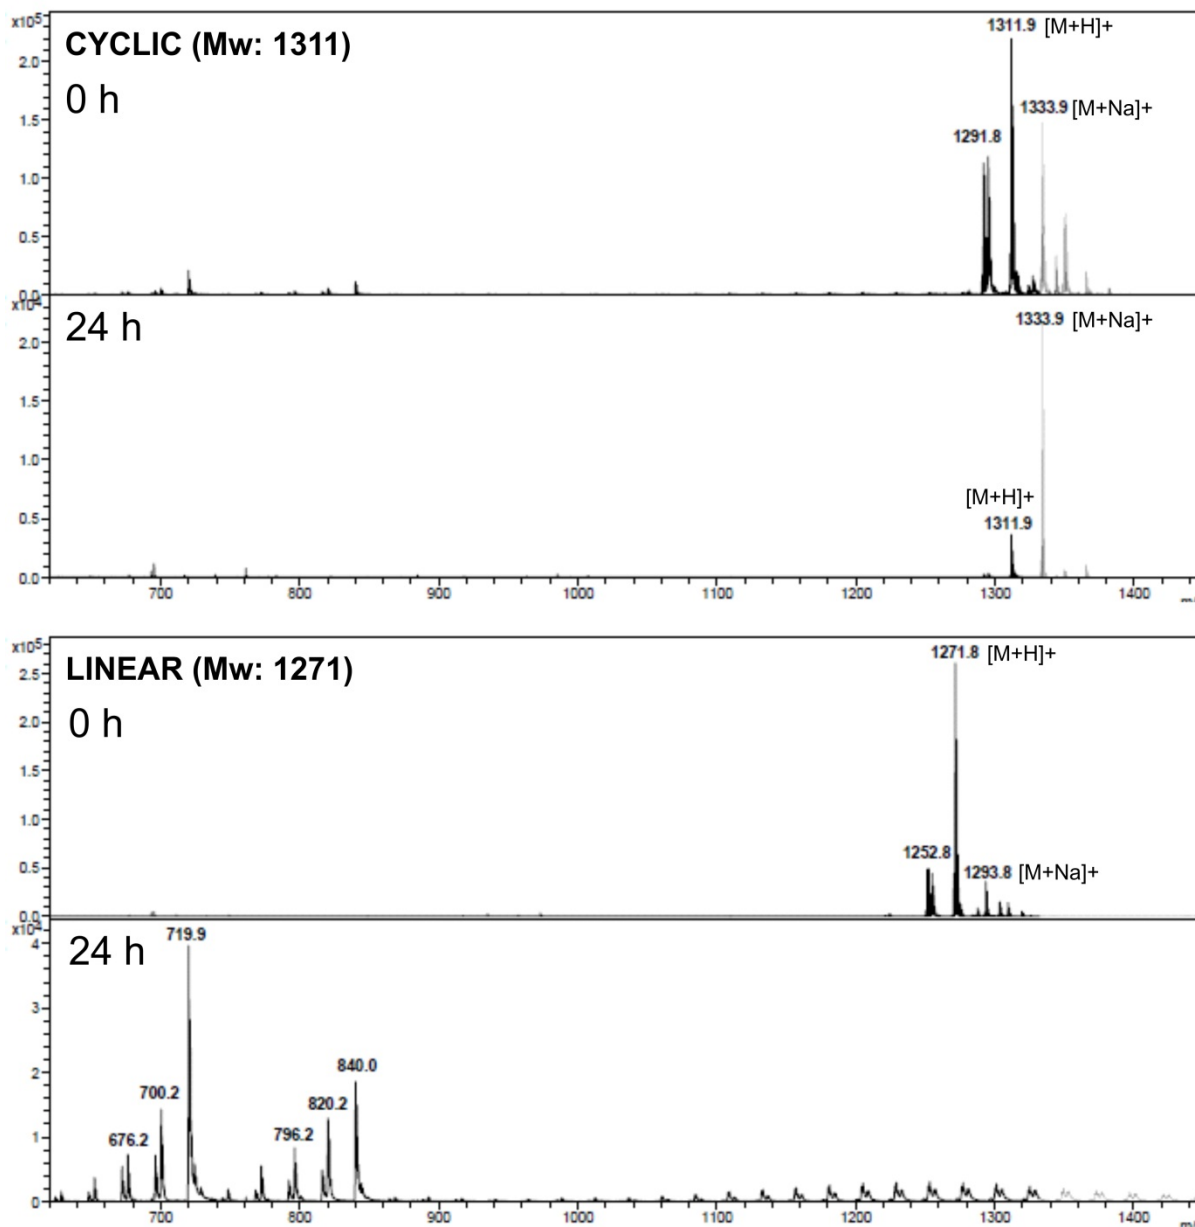 x10⁵
CYCLIC (Mw: 1311)
0 h
1311.9 [M+H]+
1333.9 [M+Na]+
1291.8
2.0
1.5
1.0
0.5
0.0
x10⁴
24 h
1333.9 [M+Na]+
[M+H]+
1311.9
2.0
1.5
1.0
0.5
0.0
700 800 900 1000 1100 1200 1300 1400
x10⁵
LINEAR (Mw: 1271)
0 h
1271.8 [M+H]+
1252.8
1293.8 [M+Na]+
2.5
2.0
1.5
1.0
0.5
0.0
x10⁴
24 h
719.9
700.2
676.2
840.0
820.2
796.2
4
3
2
1
0
700 800 900 1000 1100 1200 1300 1400